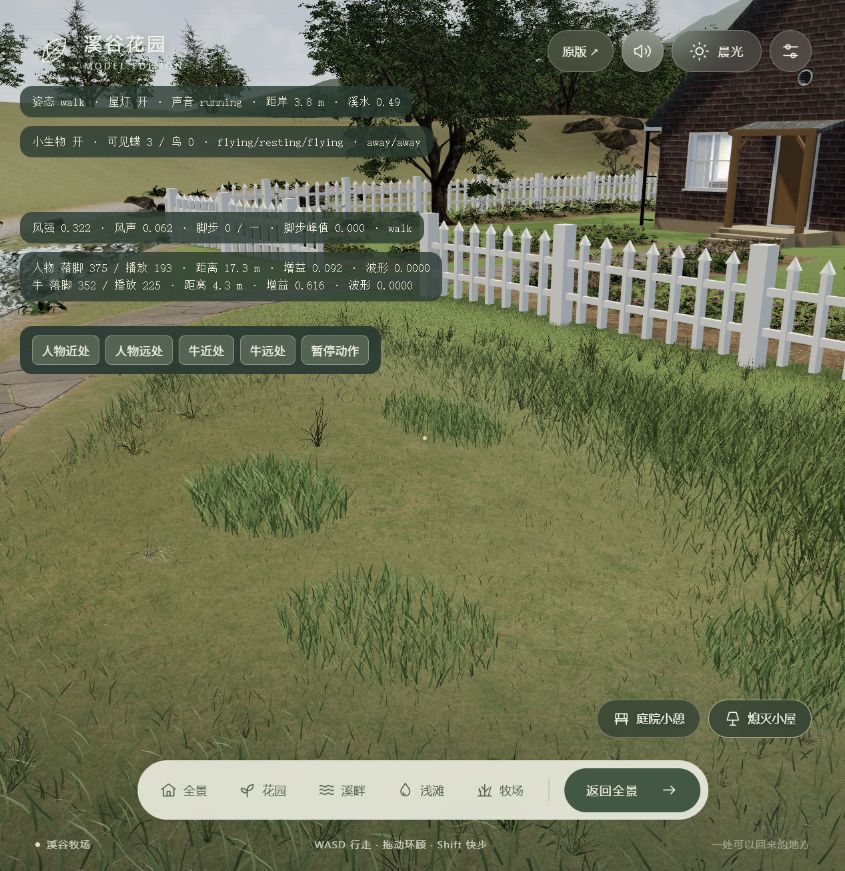 溪谷花园
原版 ↗
晨光
姿态 walk · 屋灯 开 · 声音 running · 距岸 3.8 m · 溪水 0.49
小生物 开 · 可见蝶 3 / 鸟 0 · flying/resting/flying · away/away
风强 0.322 · 风声 0.062 · 脚步 0 / — · 脚步峰值 0.000 · walk
人物 落脚 375 / 播放 193 · 距离 17.3 m · 增益 0.092 · 波形 0.0000
牛 落脚 352 / 播放 225 · 距离 4.3 m · 增益 0.616 · 波形 0.0000
人物近处 人物远处 牛近处 牛远处 暂停动作
庭院小憩 熄灭小屋
全景 花园 溪畔 浅滩 牧场 返回全景 →
溪谷牧场
WASD 行走 · 拖动环顾 · Shift 快步
一处可以回来的地方